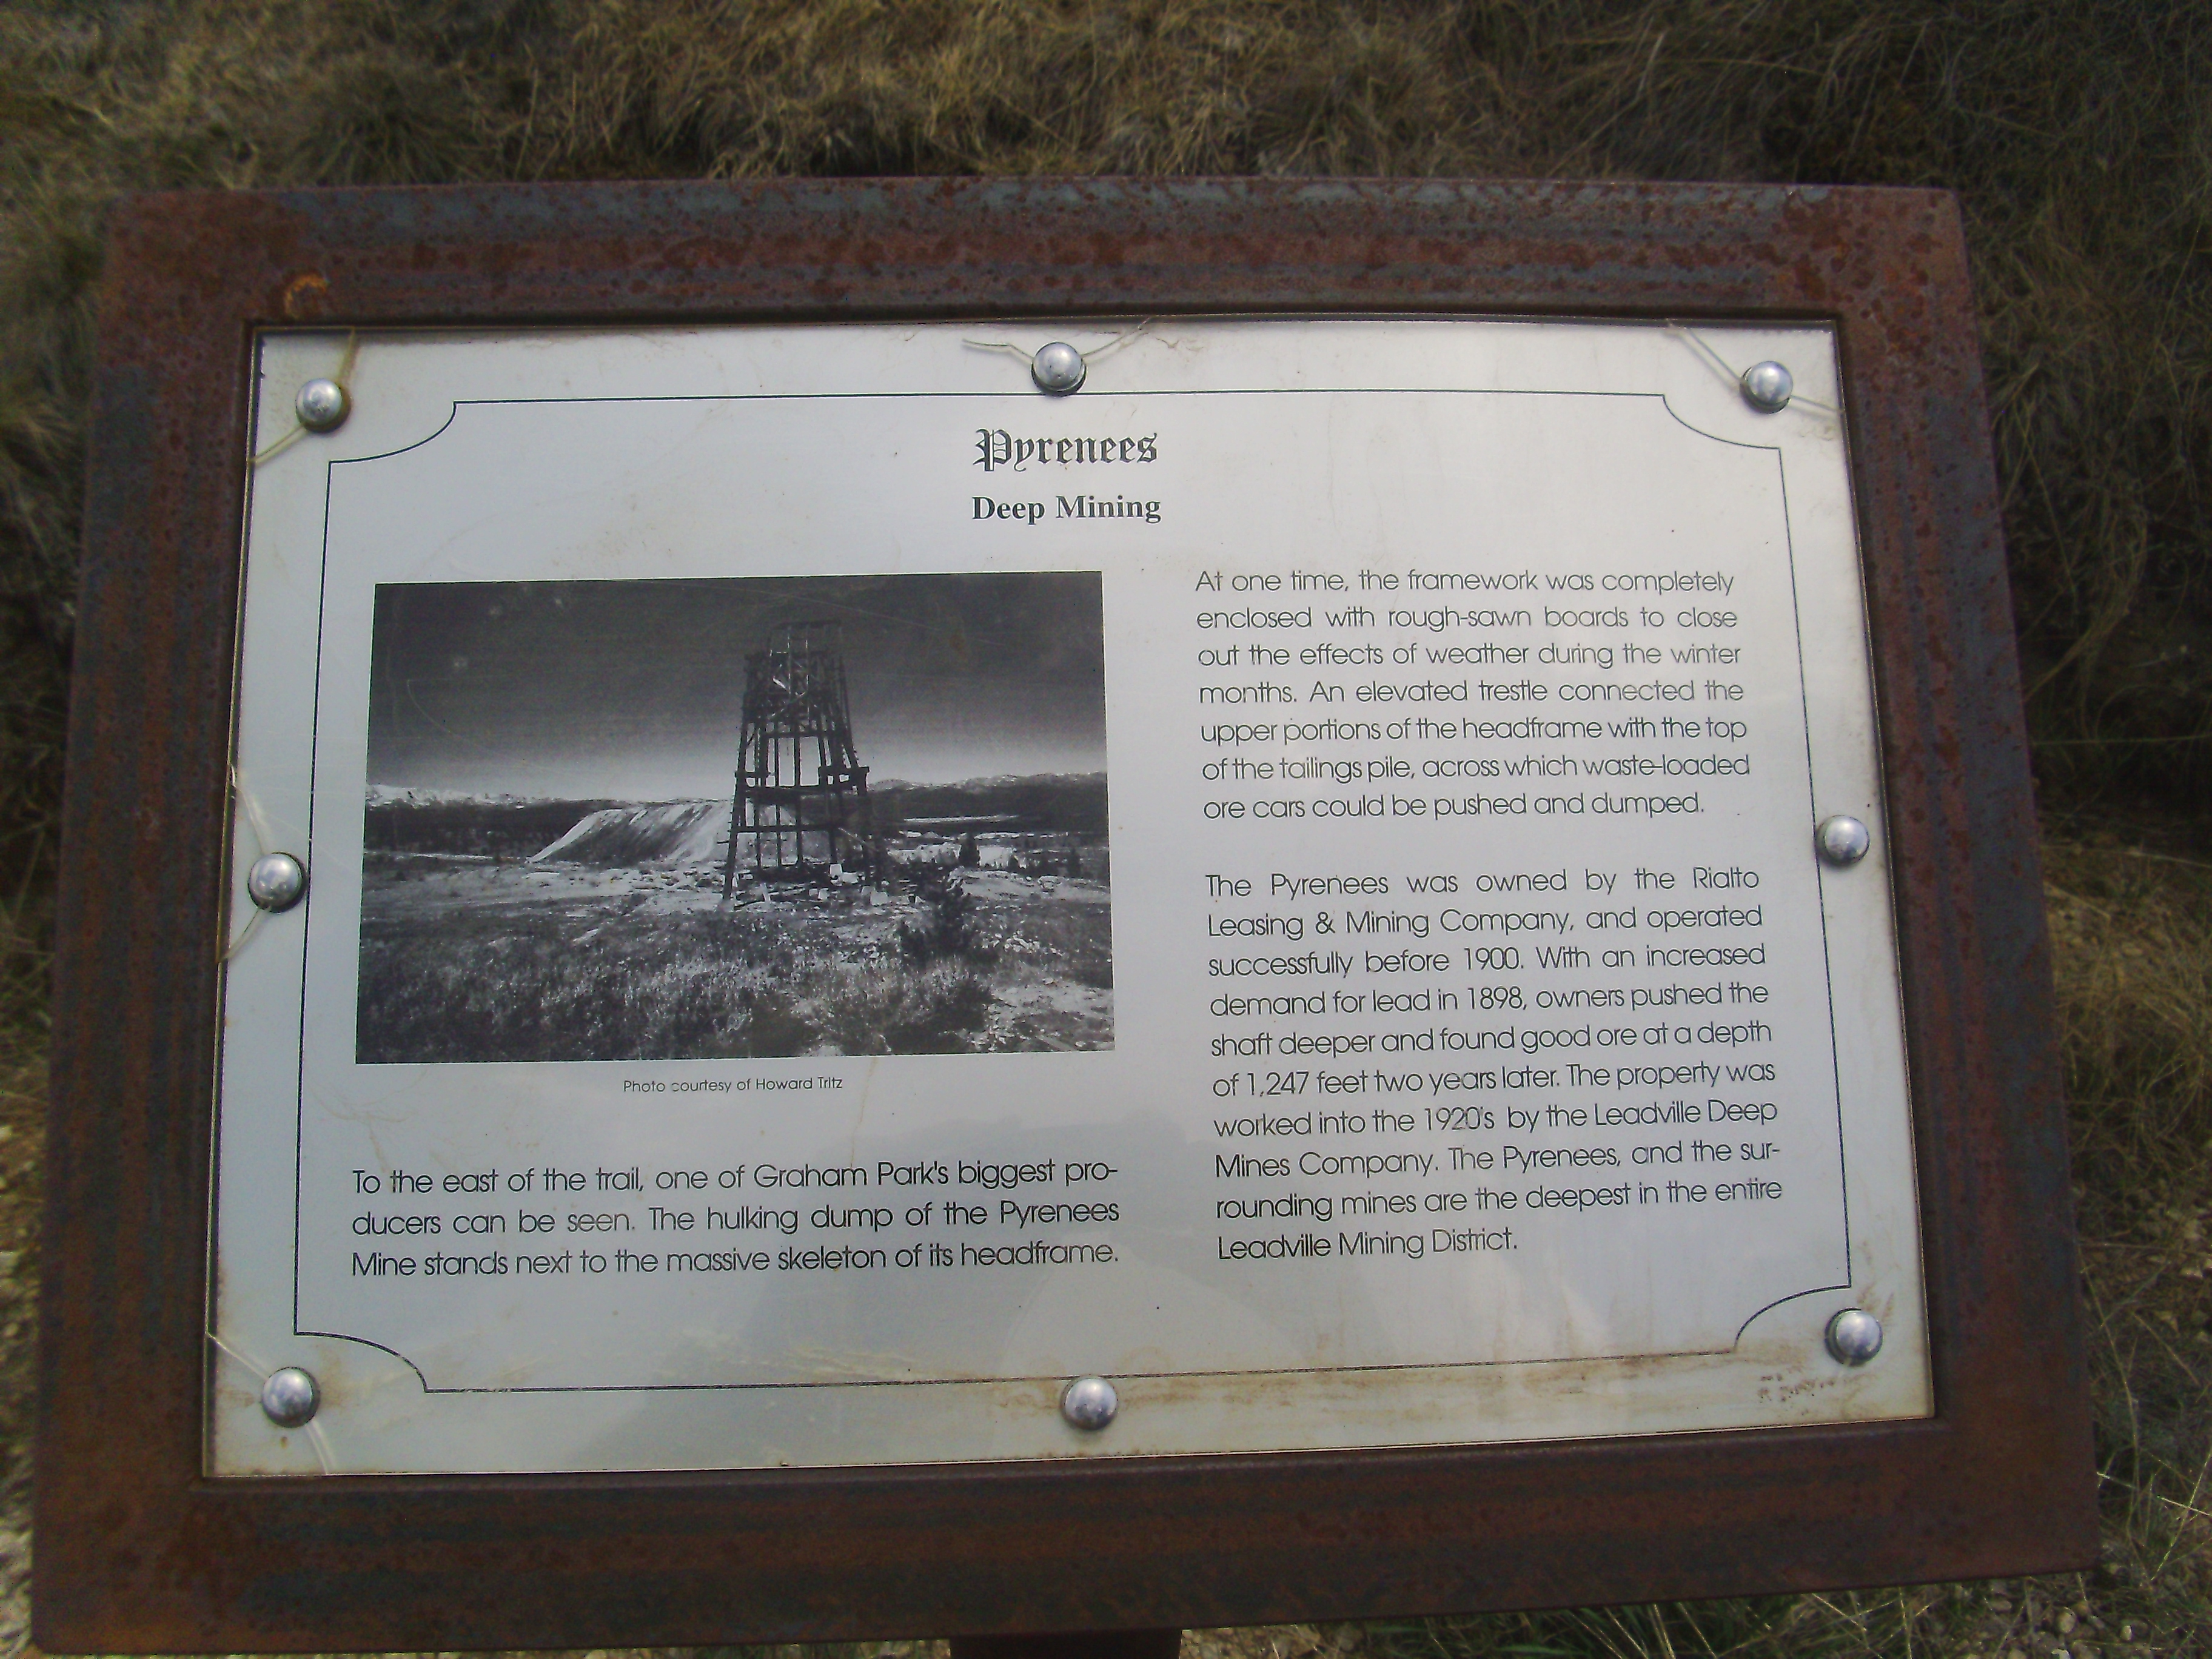 Pyrenees
Deep Mining
Photo courtesy of Howard Tritz
To the east of the trail, one of Graham Park's biggest pro-
ducers can be seen. The hulking dump of the Pyrenees
Mine stands next to the massive skeleton of its headframe.
At one time, the framework was completely
enclosed with rough-sawn boards to close
out the effects of weather during the winter
months. An elevated trestle connected the
upper portions of the headframe with the top
of the tailings pile, across which waste-loaded
ore cars could be pushed and dumped.
The Pyrenees was owned by the Rialto
Leasing & Mining Company, and operated
successfully before 1900. With an increased
demand for lead in 1898, owners pushed the
shaft deeper and found good ore at a depth
of 1,247 feet two years later. The property was
worked into the 1920's by the Leadville Deep
Mines Company. The Pyrenees, and the sur-
rounding mines are the deepest in the entire
Leadville Mining District.